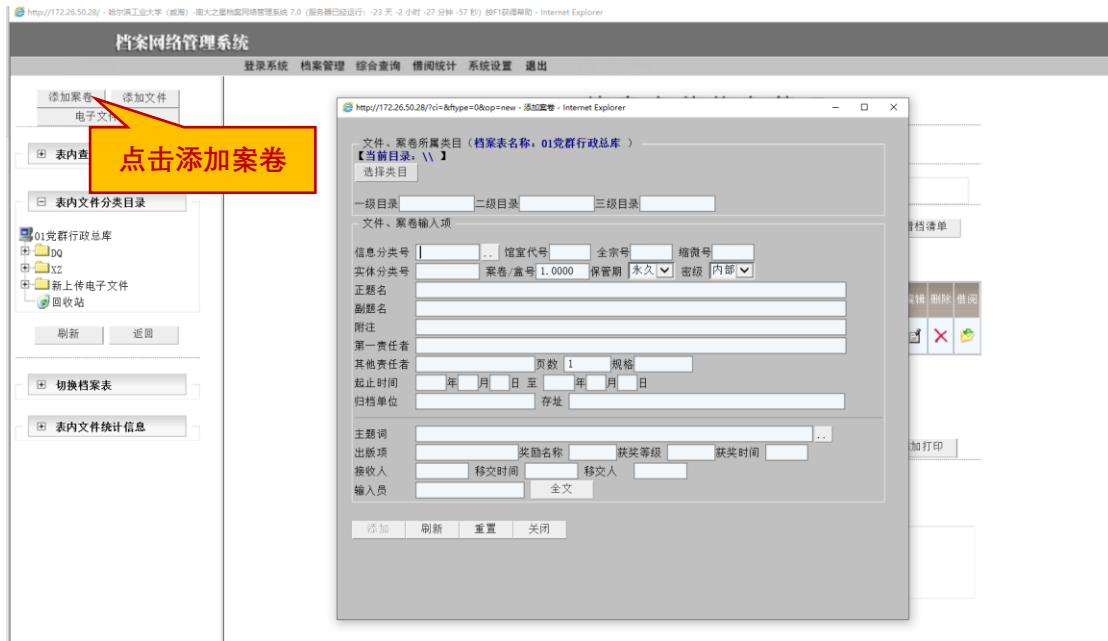 http://172.26.50.28/ - 哈尔滨工业大学（威海）-南大之星档案网络管理系统 7.0（服务器已经运行：-23 天 -2 小时 -27 分钟 -57 秒）按F1获得帮助 - Internet Explorer
档案网络管理系统
登录系统 档案管理 综合查询 借阅统计 系统设置 退出
添加案卷 添加文件
电子文
点击添加案卷
表内查
表内文件分类目录
01党群行政总库
DQ
XZ
新上传电子文件
回收站
刷新 返回
切换档案表
表内文件统计信息
http://172.26.50.28/?ci=&ftype=0&op=new - 添加案卷 - Internet Explorer
文件、案卷所属类目（档案表名称：01党群行政总库 ）
【当前目录：\\ 】
选择类目
一级目录 二级目录 三级目录
文件、案卷输入项
信息分类号 .. 馆室代号 全宗号 缩微号
实体分类号 案卷/盒号 1.0000 保管期 永久 密级 内部
正题名
副题名
附注
第一责任者
其他责任者 页数 1 规格
起止时间 年 月 日 至 年 月 日
归档单位 存址
主题词 ..
出版项 奖励名称 获奖等级 获奖时间
接收人 移交时间 移交人
输入员 全文
添加 刷新 重置 关闭
档清单
辑 删除 借阅
加打印